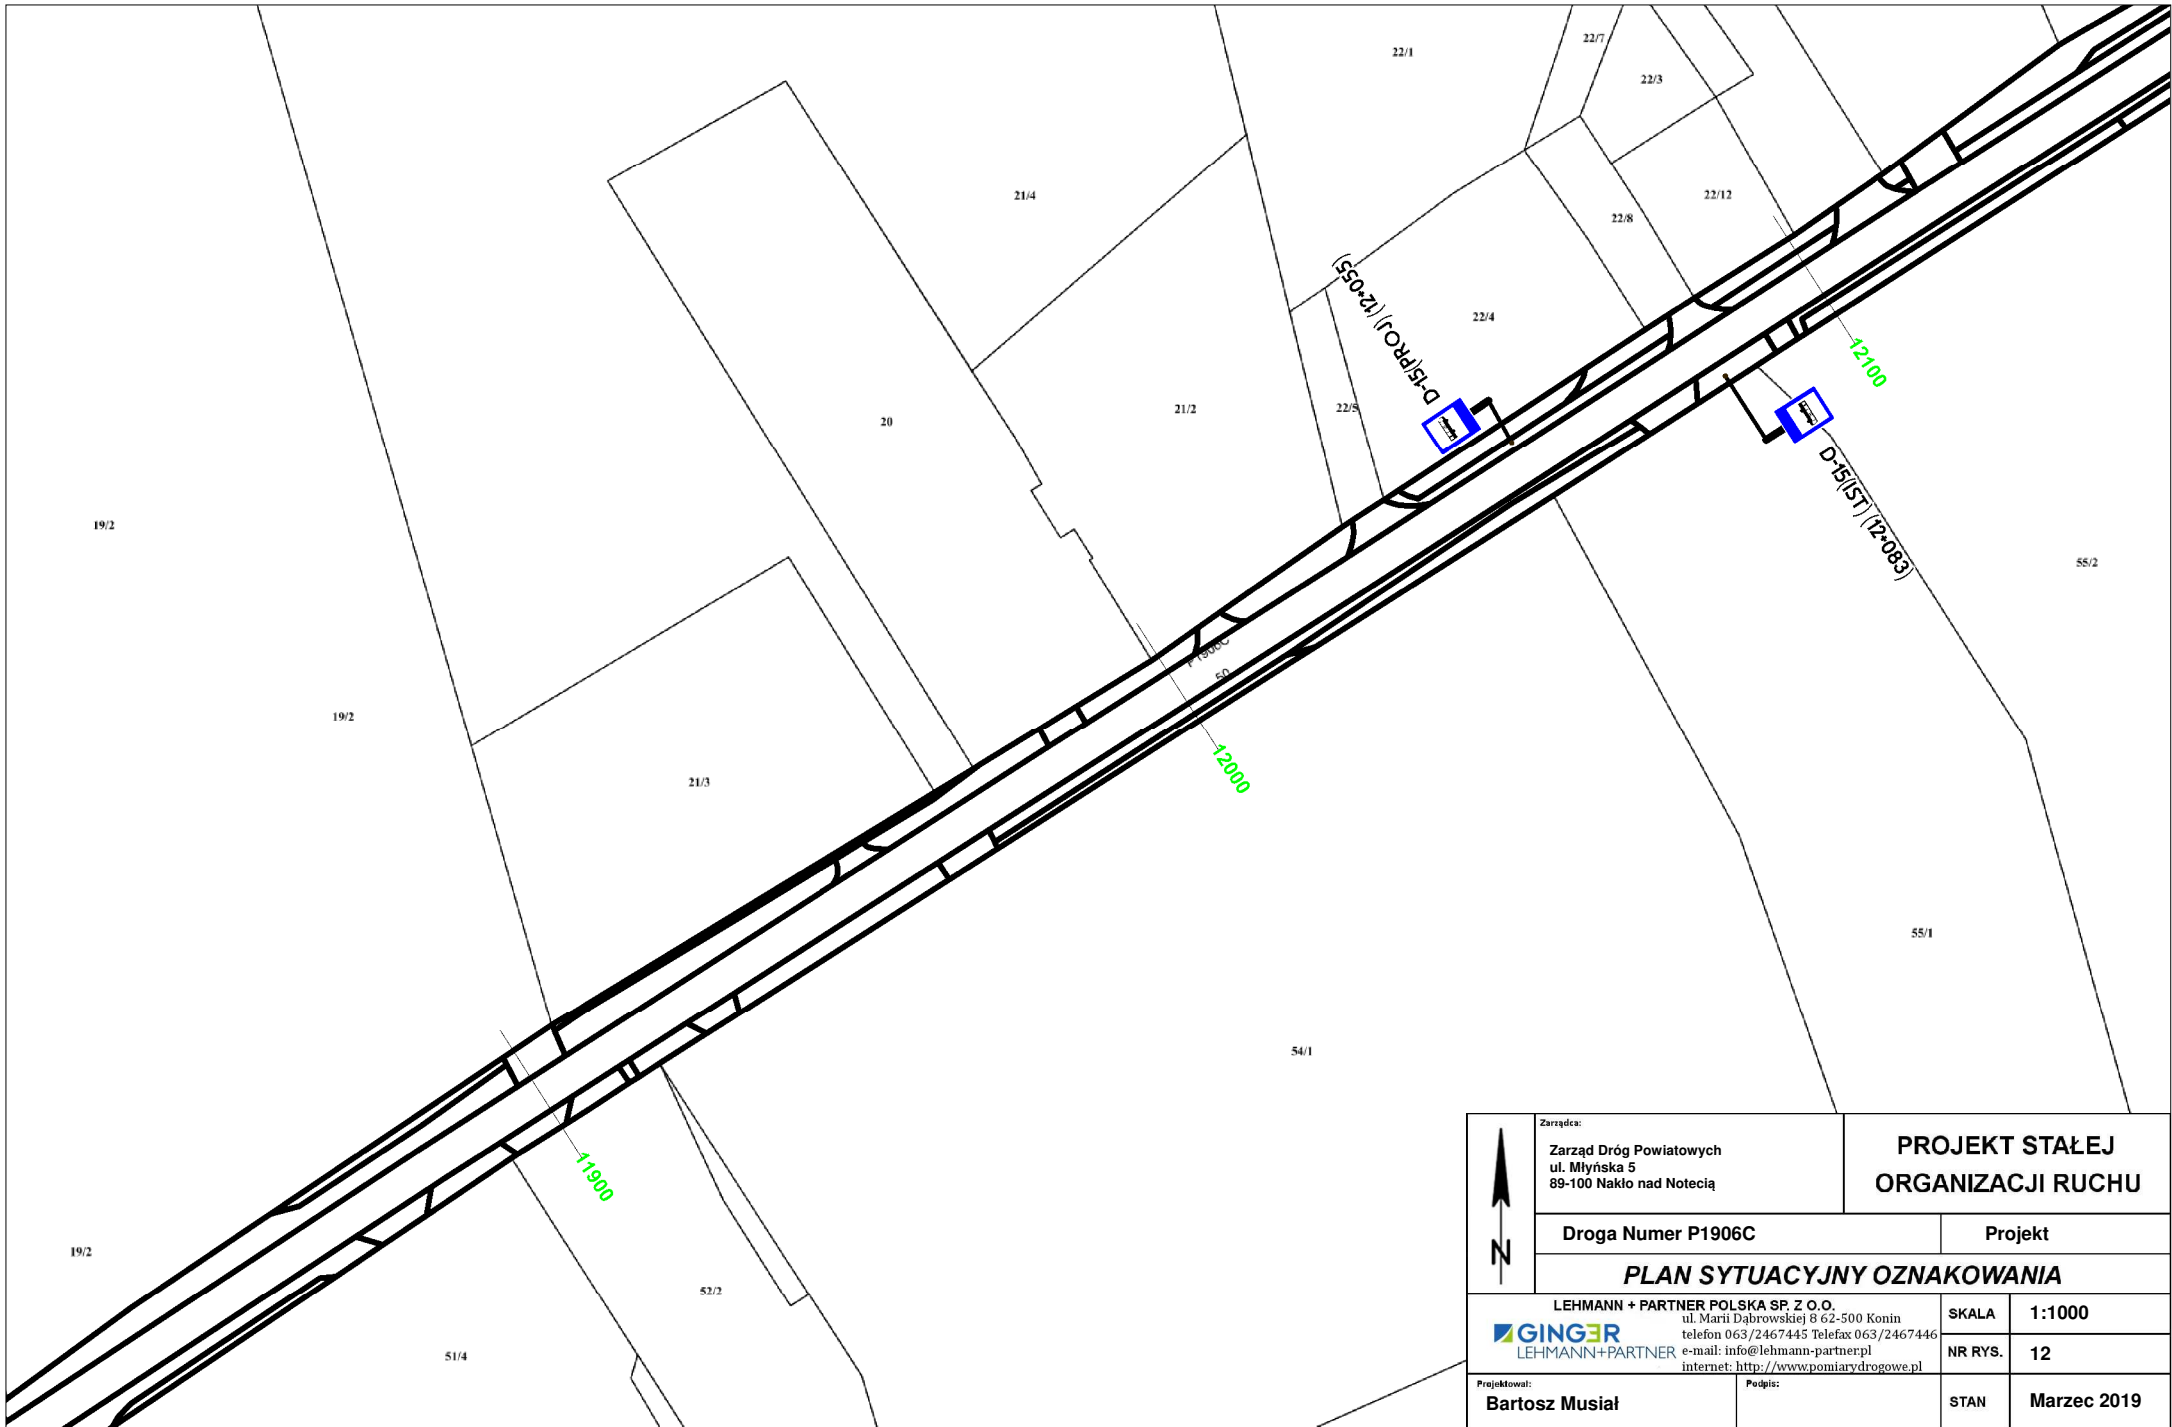 22/1
22/7
22/3
21/4
22/12
22/8
D-15(PROJ) (12+055)
22/4
12100
21/2
22/5
20
D-15(IST) (12+083)
19/2
55/2
P1906C
50
19/2
12000
21/3
55/1
54/1
11900
19/2
52/2
51/4
Zarządca:
Zarząd Dróg Powiatowych
ul. Młyńska 5
89-100 Nakło nad Notecią
PROJEKT STAŁEJ
ORGANIZACJI RUCHU
N
Droga Numer P1906C
Projekt
PLAN SYTUACYJNY OZNAKOWANIA
LEHMANN + PARTNER POLSKA SP. Z O.O.
GINGER
LEHMANN+PARTNER
ul. Marii Dąbrowskiej 8 62-500 Konin
telefon 063/2467445 Telefax 063/2467446
e-mail: info@lehmann-partner.pl
internet: http://www.pomiarydrogowe.pl
SKALA 1:1000
NR RYS. 12
Projektował:
Bartosz Musiał
Podpis:
STAN Marzec 2019